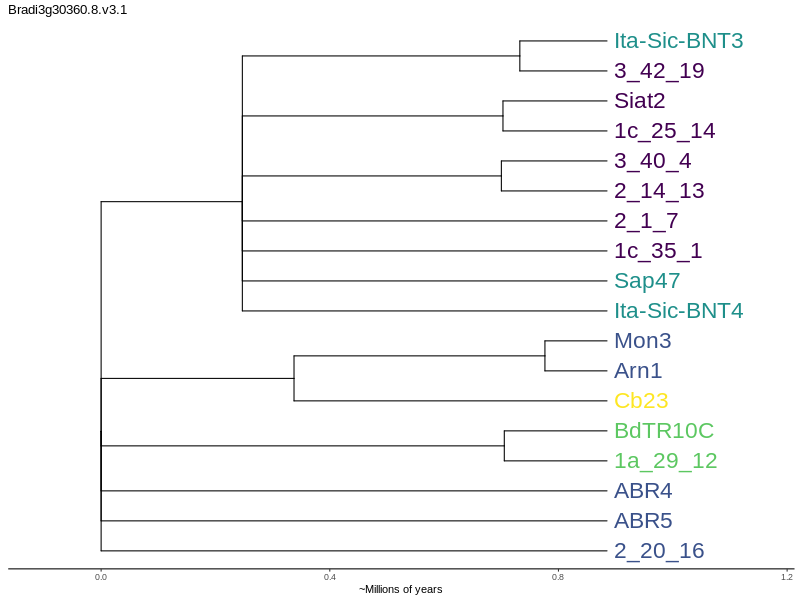 Bradi3g30360.8.v3.1
Ita-Sic-BNT3
3_42_19
Siat2
1c_25_14
3_40_4
2_14_13
2_1_7
1c_35_1
Sap47
Ita-Sic-BNT4
Mon3
Arn1
Cb23
BdTR10C
1a_29_12
ABR4
ABR5
2_20_16
0.0 0.4 0.8 1.2
~Millions of years